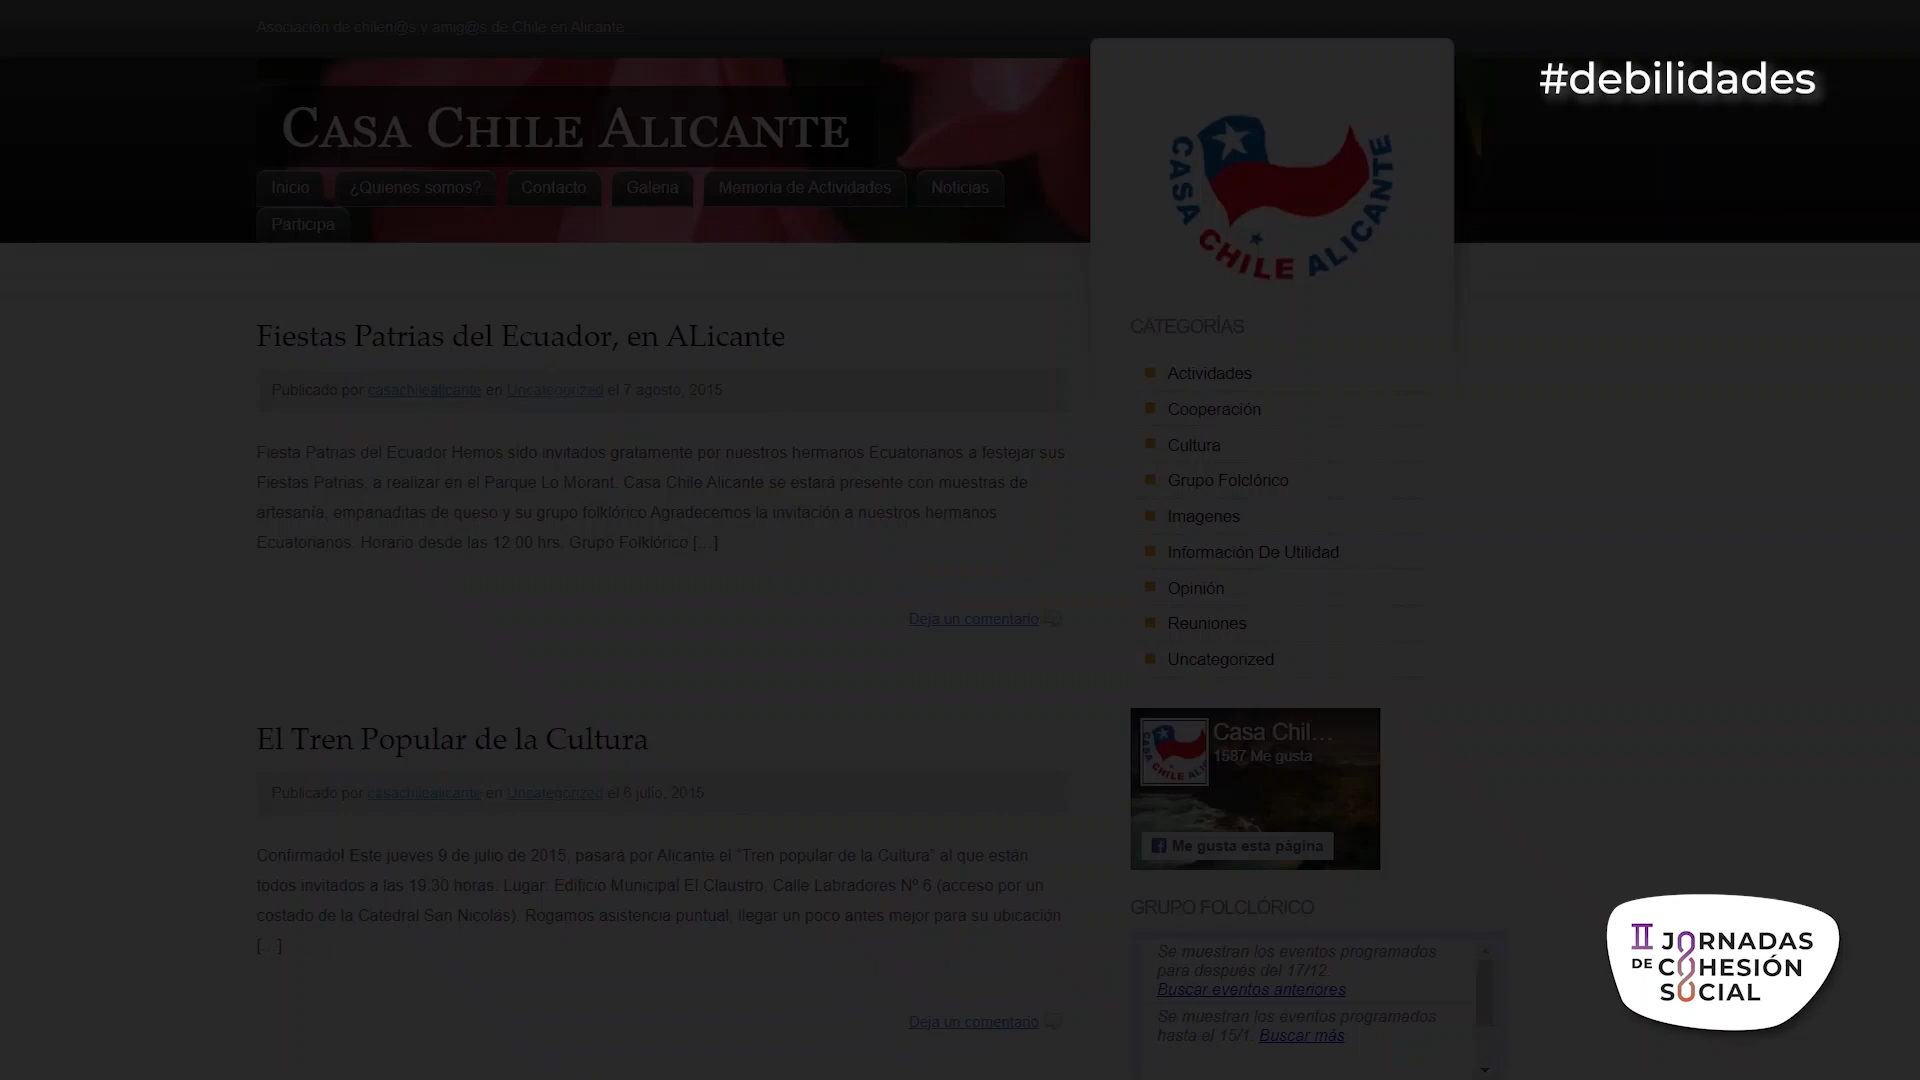 Asociación de chilen@s y amig@s de Chile en Alicante
#debilidades
CASA CHILE ALICANTE
Inicio ¿Quienes somos? Contacto Galeria Memoria de Actividades Noticias
Participa
CASA CHILE ALICANTE
Fiestas Patrias del Ecuador, en ALicante
Publicado por casachilealicante en Uncategorized el 7 agosto, 2015
Fiesta Patrias del Ecuador Hemos sido invitados gratamente por nuestros hermanos Ecuatorianos a festejar sus
Fiestas Patrias, a realizar en el Parque Lo Morant. Casa Chile Alicante se estará presente con muestras de
artesanía, empanaditas de queso y su grupo folklórico Agradecemos la invitación a nuestros hermanos
Ecuatorianos. Horario desde las 12:00 hrs. Grupo Folklórico [...]
Deja un comentario
El Tren Popular de la Cultura
Publicado por casachilealicante en Uncategorized el 6 julio, 2015
Confirmado! Este jueves 9 de julio de 2015, pasará por Alicante el "Tren popular de la Cultura" al que están
todos invitados a las 19:30 horas. Lugar: Edificio Municipal El Claustro, Calle Labradores Nº 6 (acceso por un
costado de la Catedral San Nicolas). Rogamos asistencia puntual, llegar un poco antes mejor para su ubicación
[...]
Deja un comentario
CATEGORÍAS
Actividades
Cooperación
Cultura
Grupo Folclórico
Imagenes
Información De Utilidad
Opinión
Reuniones
Uncategorized
CASA CHILE ALI
Casa Chil...
1587 Me gusta
Me gusta esta página
GRUPO FOLCLÓRICO
Se muestran los eventos programados
para después del 17/12.
Buscar eventos anteriores
Se muestran los eventos programados
hasta el 15/1. Buscar más
II JORNADAS
DE COHESIÓN
SOCIAL